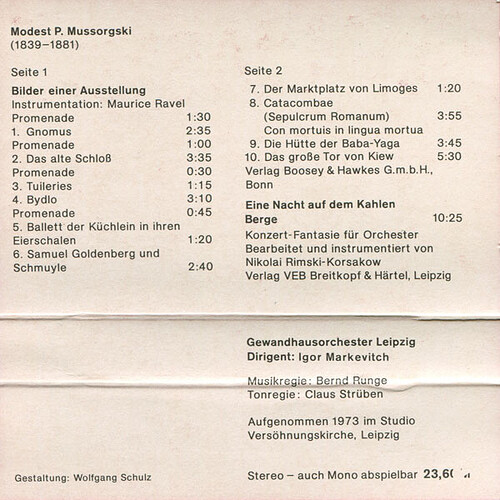 Modest P. Mussorgski
(1839–1881)
Seite 1
Bilder einer Ausstellung
Instrumentation: Maurice Ravel
Promenade 1:30
1. Gnomus 2:35
Promenade 1:00
2. Das alte Schloß 3:35
Promenade 0:30
3. Tuileries 1:15
4. Bydlo 3:10
Promenade 0:45
5. Ballett der Küchlein in ihren
Eierschalen 1:20
6. Samuel Goldenberg und
Schmuyle 2:40
Seite 2
7. Der Marktplatz von Limoges 1:20
8. Catacombae
(Sepulcrum Romanum) 3:55
Con mortuis in lingua mortua
9. Die Hütte der Baba-Yaga 3:45
10. Das große Tor von Kiew 5:30
Verlag Boosey & Hawkes G.m.b.H.,
Bonn
Eine Nacht auf dem Kahlen
Berge 10:25
Konzert-Fantasie für Orchester
Bearbeitet und instrumentiert von
Nikolai Rimski-Korsakow
Verlag VEB Breitkopf & Härtel, Leipzig
Gewandhausorchester Leipzig
Dirigent: Igor Markevitch
Musikregie: Bernd Runge
Tonregie: Claus Strüben
Aufgenommen 1973 im Studio
Versöhnungskirche, Leipzig
Gestaltung: Wolfgang Schulz
Stereo – auch Mono abspielbar 23,60